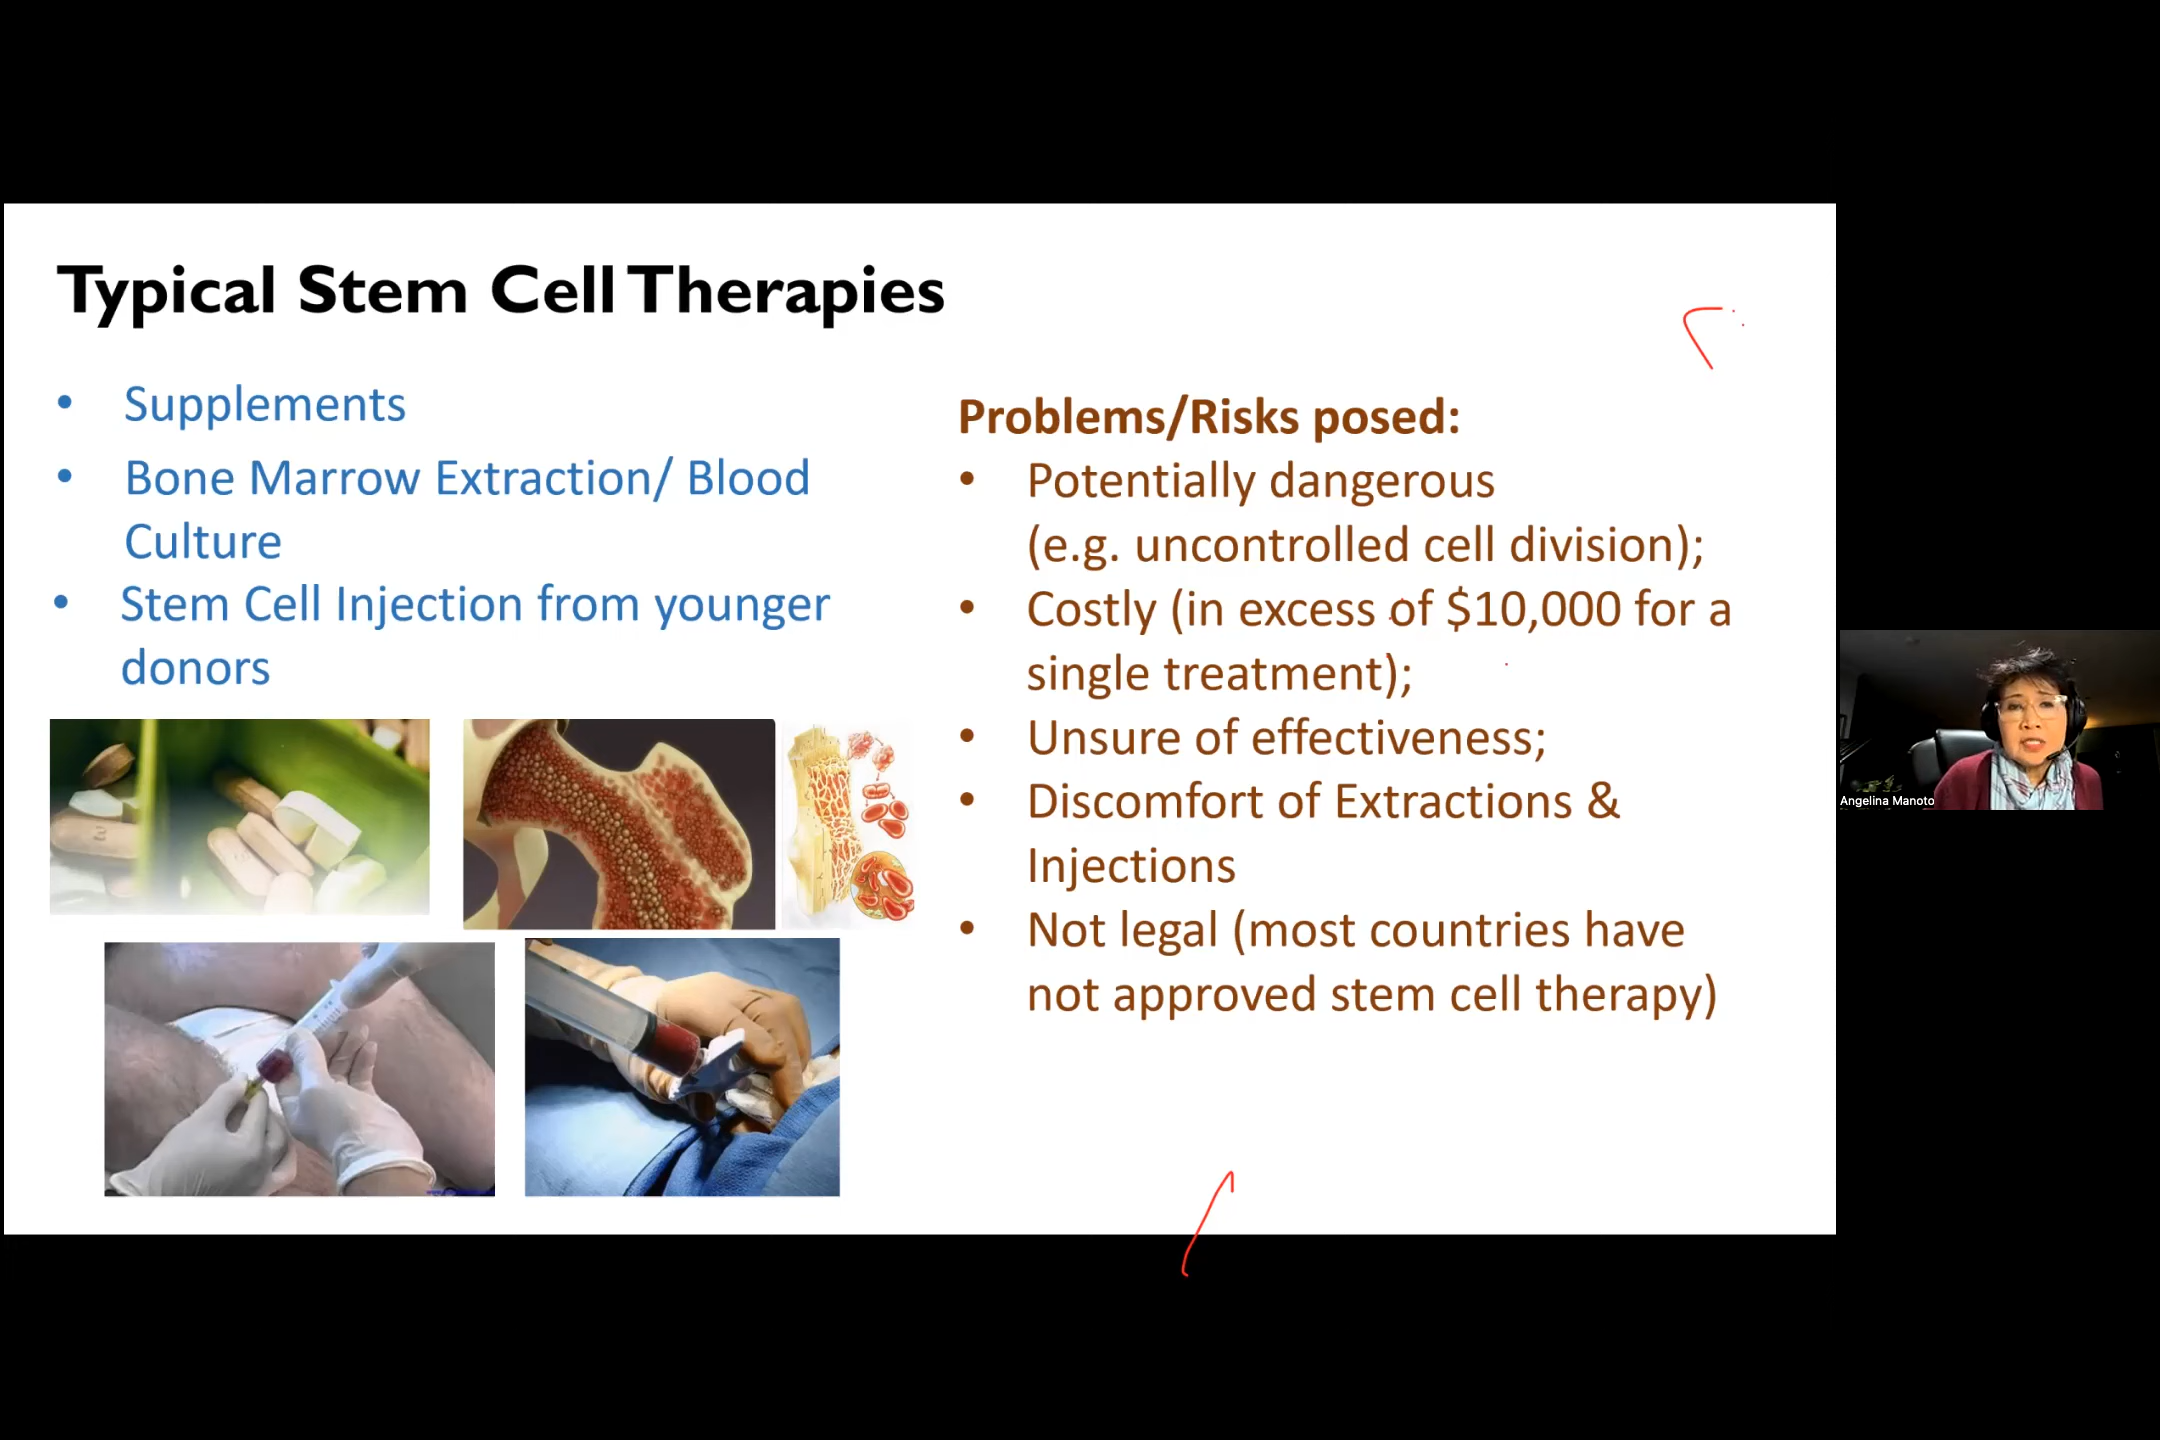 Typical Stem Cell Therapies
• Supplements
• Bone Marrow Extraction/ Blood
Culture
• Stem Cell Injection from younger
donors
Problems/Risks posed:
• Potentially dangerous
(e.g. uncontrolled cell division);
• Costly (in excess of $10,000 for a
single treatment);
• Unsure of effectiveness;
• Discomfort of Extractions &
Injections
• Not legal (most countries have
not approved stem cell therapy)
Angelina Manoto